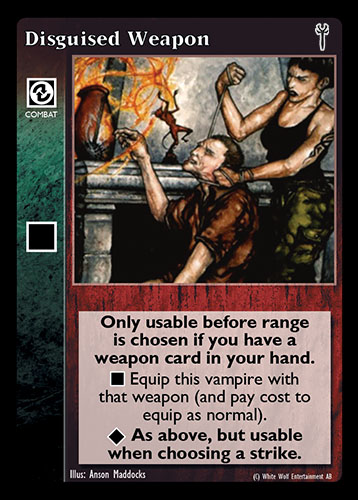 Disguised Weapon
COMBAT
Only usable before range
is chosen if you have a
weapon card in your hand.
Equip this vampire with
that weapon (and pay cost to
equip as normal).
As above, but usable
when choosing a strike.
Illus: Anson Maddocks
(C) White Wolf Entertainment AB